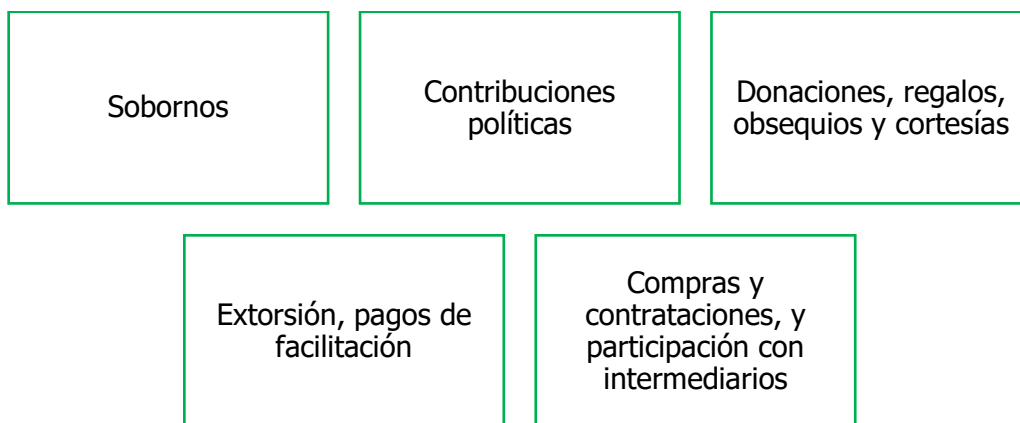 Sobornos
Contribuciones
políticas
Donaciones, regalos,
obsequios y cortesías
Extorsión, pagos de
facilitación
Compras y
contrataciones, y
participación con
intermediarios